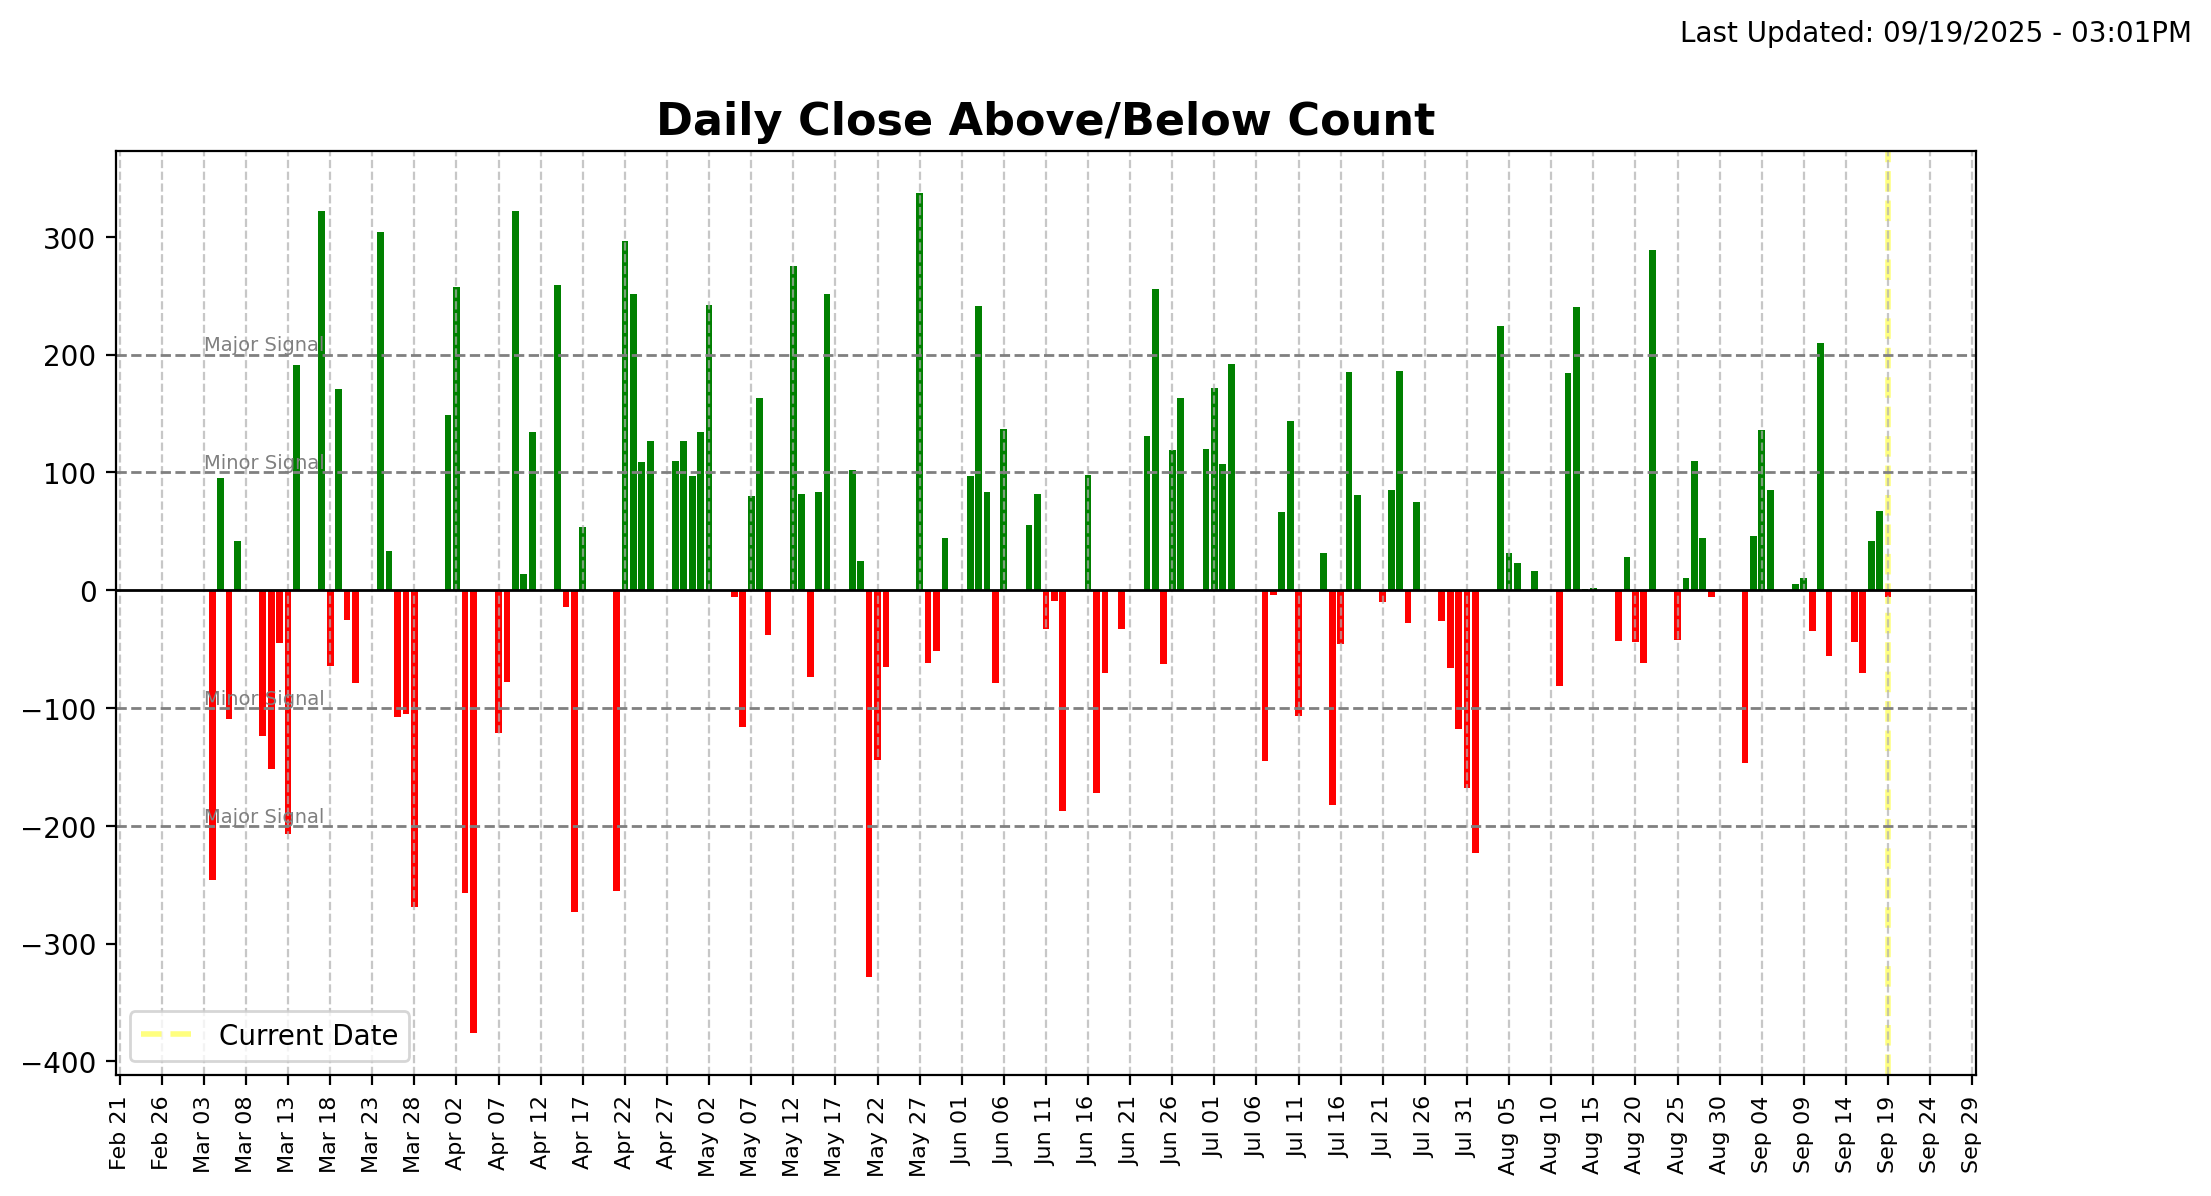 Last Updated: 09/19/2025 - 03:01PM
Daily Close Above/Below Count
300
200
100
0
−100
−200
−300
−400
Major Signal
Minor Signal
Minor Signal
Major Signal
Current Date
Feb 21
Feb 26
Mar 03
Mar 08
Mar 13
Mar 18
Mar 23
Mar 28
Apr 02
Apr 07
Apr 12
Apr 17
Apr 22
Apr 27
May 02
May 07
May 12
May 17
May 22
May 27
Jun 01
Jun 06
Jun 11
Jun 16
Jun 21
Jun 26
Jul 01
Jul 06
Jul 11
Jul 16
Jul 21
Jul 26
Jul 31
Aug 05
Aug 10
Aug 15
Aug 20
Aug 25
Aug 30
Sep 04
Sep 09
Sep 14
Sep 19
Sep 24
Sep 29